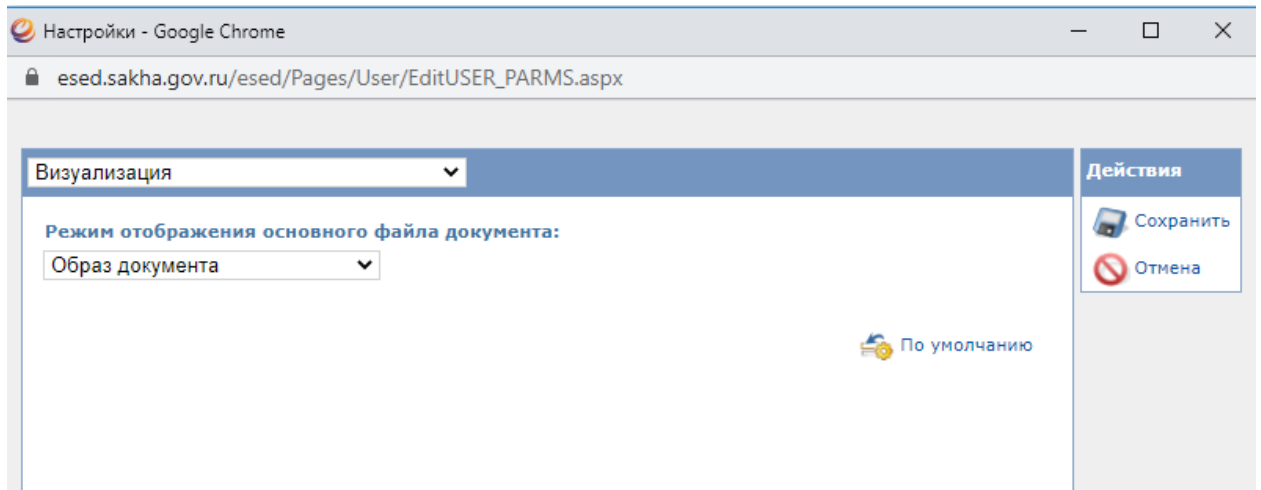 Настройки - Google Chrome
esed.sakha.gov.ru/esed/Pages/User/EditUSER_PARMS.aspx
Визуализация
Действия
Режим отображения основного файла документа:
Сохранить
Образ документа
Отмена
По умолчанию